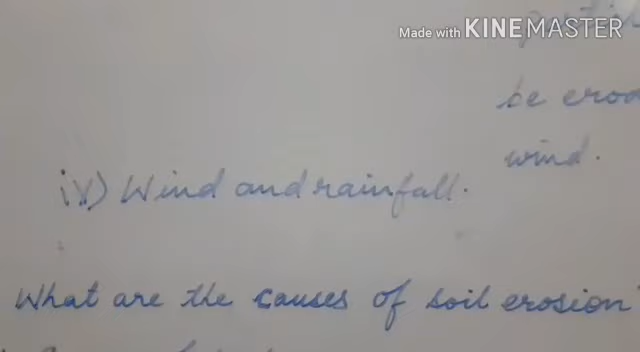 Made with KINEMASTER
be erod
wind.
iv) Wind and rainfall.
What are the causes of soil erosion